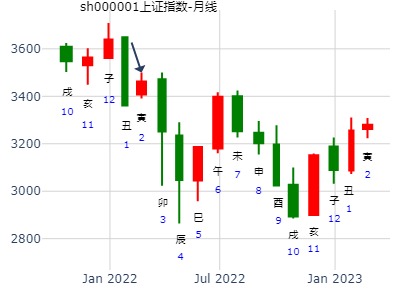 sh000001上证指数-月线
3600
3400
3200
3000
2800
戌
10
亥
11
子
12
丑
1
寅
2
卯
3
辰
4
巳
5
午
6
未
7
申
8
酉
9
戌
10
亥
11
子
12
丑
1
寅
2
Jan 2022
Jul 2022
Jan 2023